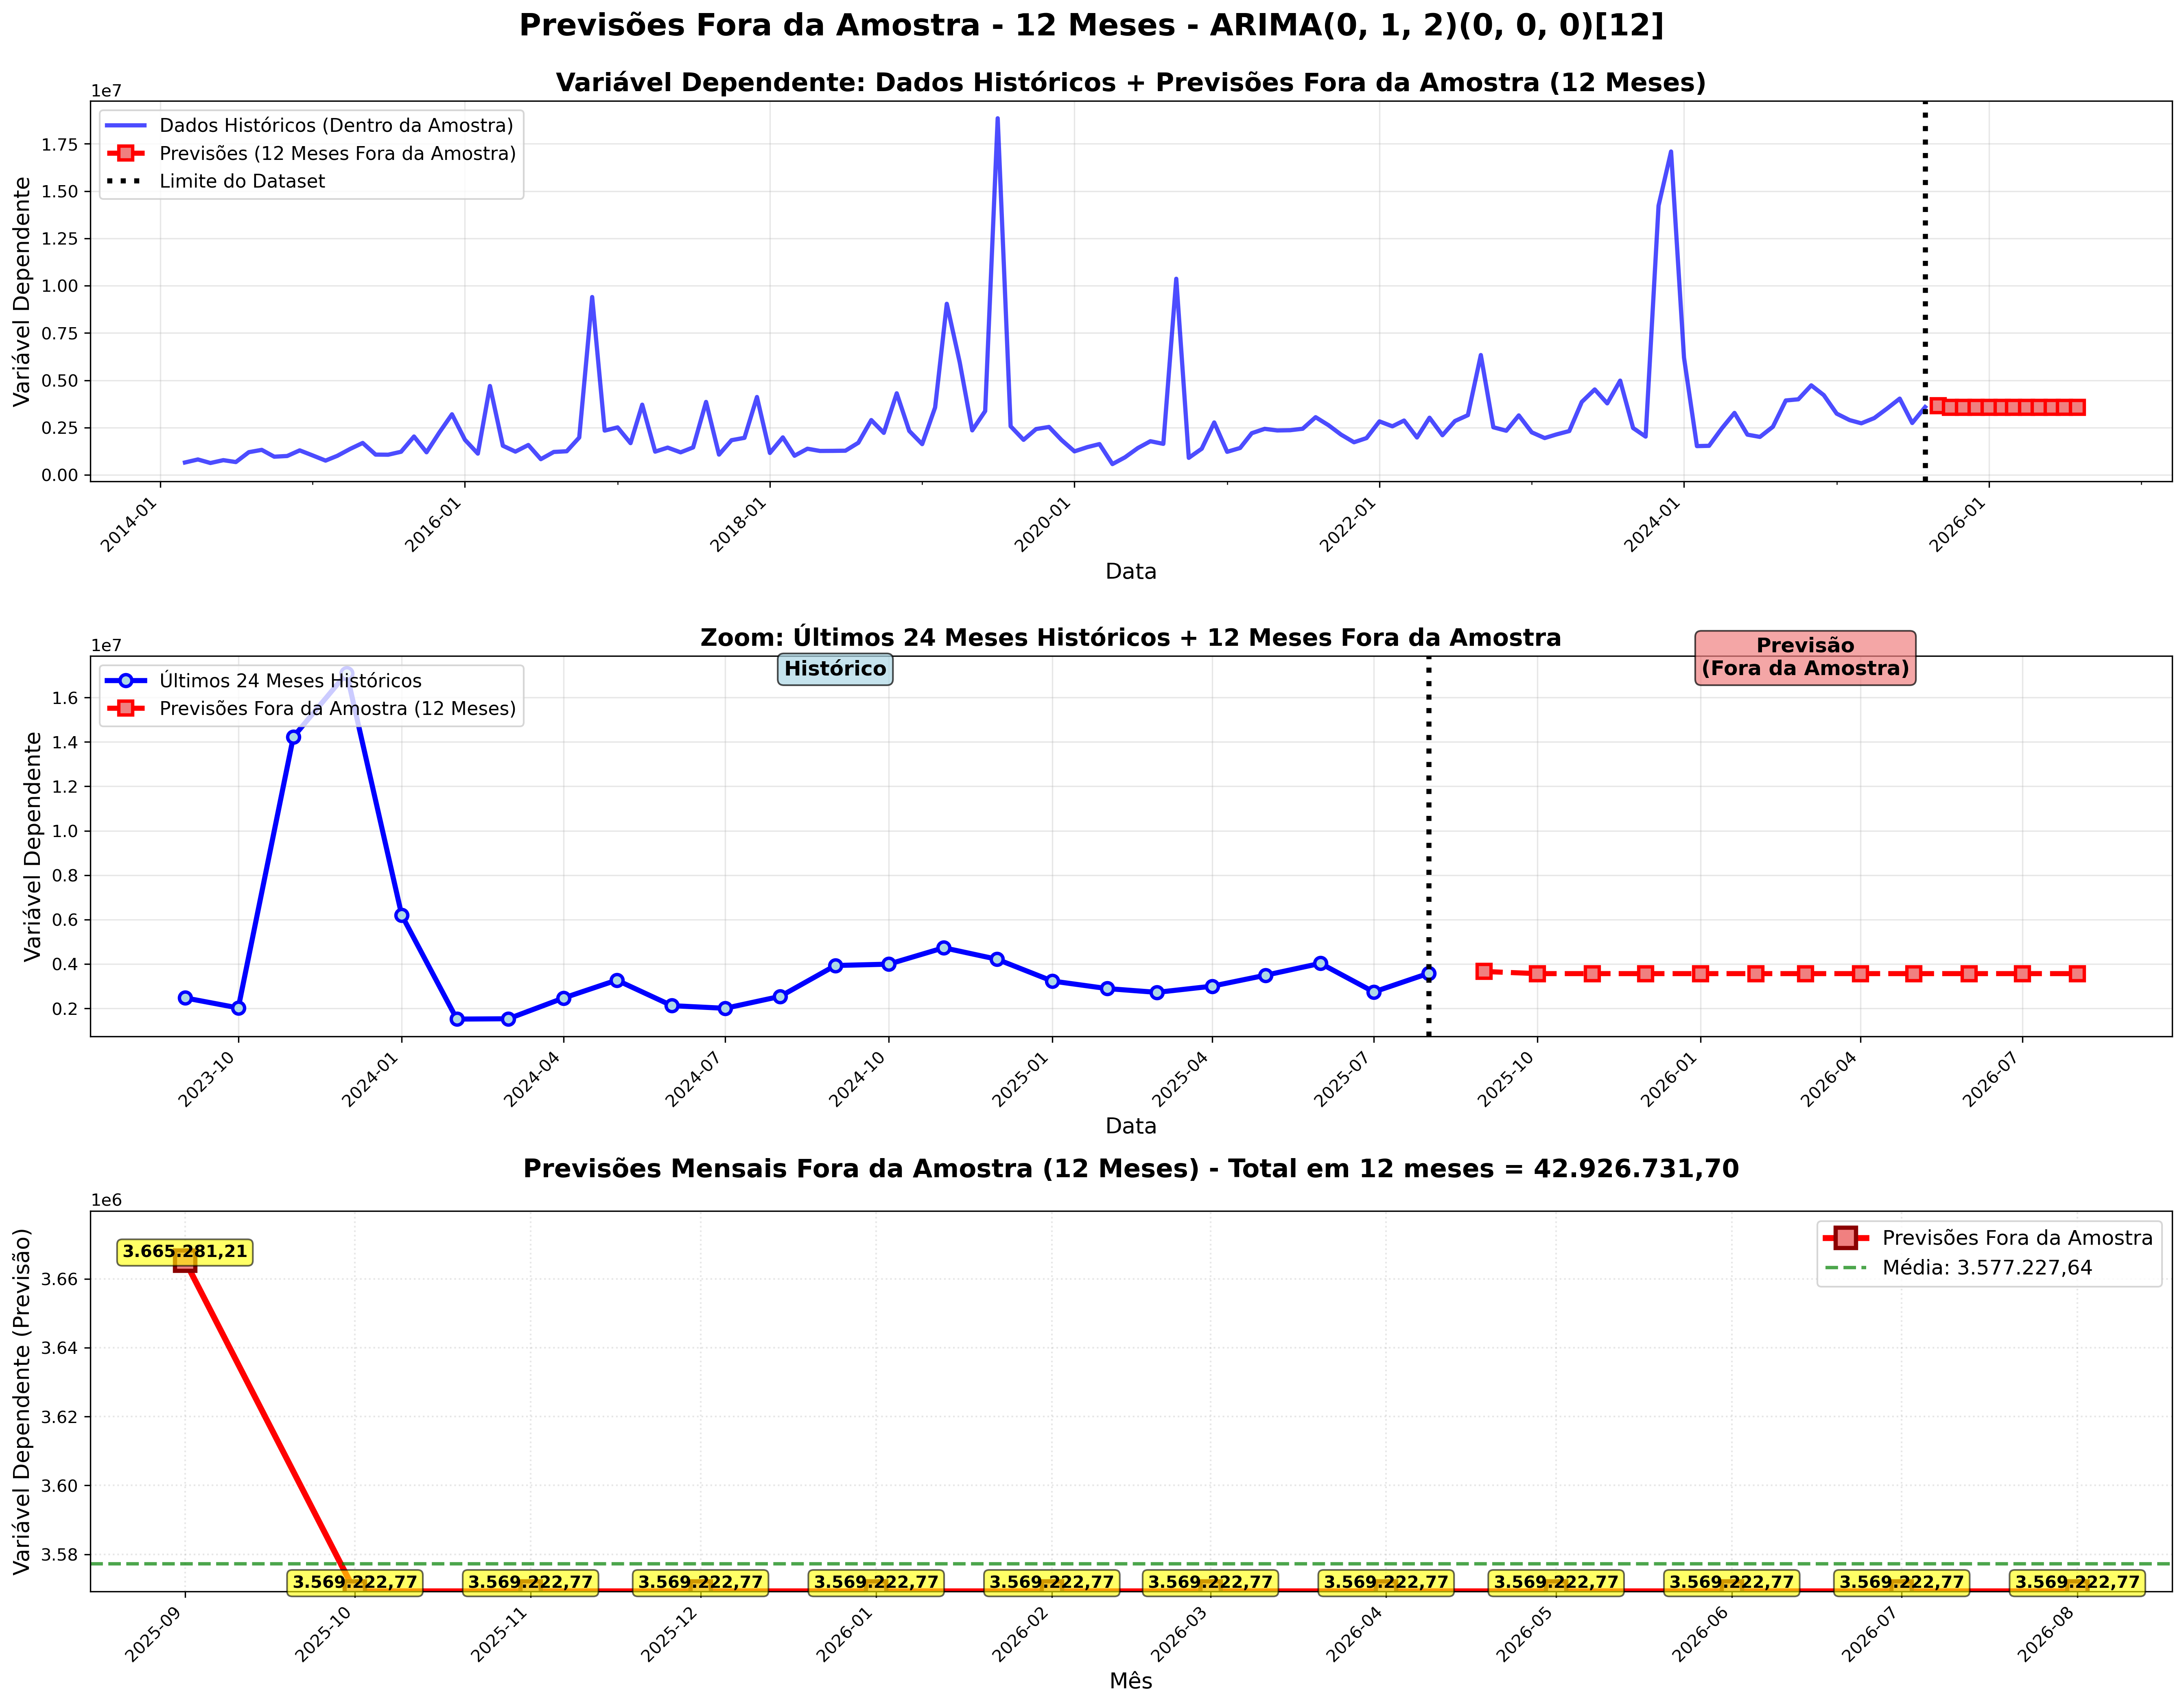 Previsões Fora da Amostra - 12 Meses - ARIMA(0, 1, 2)(0, 0, 0)[12]
Variável Dependente: Dados Históricos + Previsões Fora da Amostra (12 Meses)
1e7
Dados Históricos (Dentro da Amostra)
Previsões (12 Meses Fora da Amostra)
Limite do Dataset
Variável Dependente
1.75
1.50
1.25
1.00
0.75
0.50
0.25
0.00
2014-01
2016-01
2018-01
2020-01
2022-01
2024-01
2026-01
Data
Zoom: Últimos 24 Meses Históricos + 12 Meses Fora da Amostra
1e7
Últimos 24 Meses Históricos
Previsões Fora da Amostra (12 Meses)
Histórico
Previsão
(Fora da Amostra)
Variável Dependente
1.6
1.4
1.2
1.0
0.8
0.6
0.4
0.2
2023-10
2024-01
2024-04
2024-07
2024-10
2025-01
2025-04
2025-07
2025-10
2026-01
2026-04
2026-07
Data
Previsões Mensais Fora da Amostra (12 Meses) - Total em 12 meses = 42.926.731,70
1e6
Previsões Fora da Amostra
Média: 3.577.227,64
Variável Dependente (Previsão)
3.66
3.64
3.62
3.60
3.58
3.665.281,21
3.569.222,77
3.569.222,77
3.569.222,77
3.569.222,77
3.569.222,77
3.569.222,77
3.569.222,77
3.569.222,77
3.569.222,77
3.569.222,77
3.569.222,77
2025-09
2025-10
2025-11
2025-12
2026-01
2026-02
2026-03
2026-04
2026-05
2026-06
2026-07
2026-08
Mês